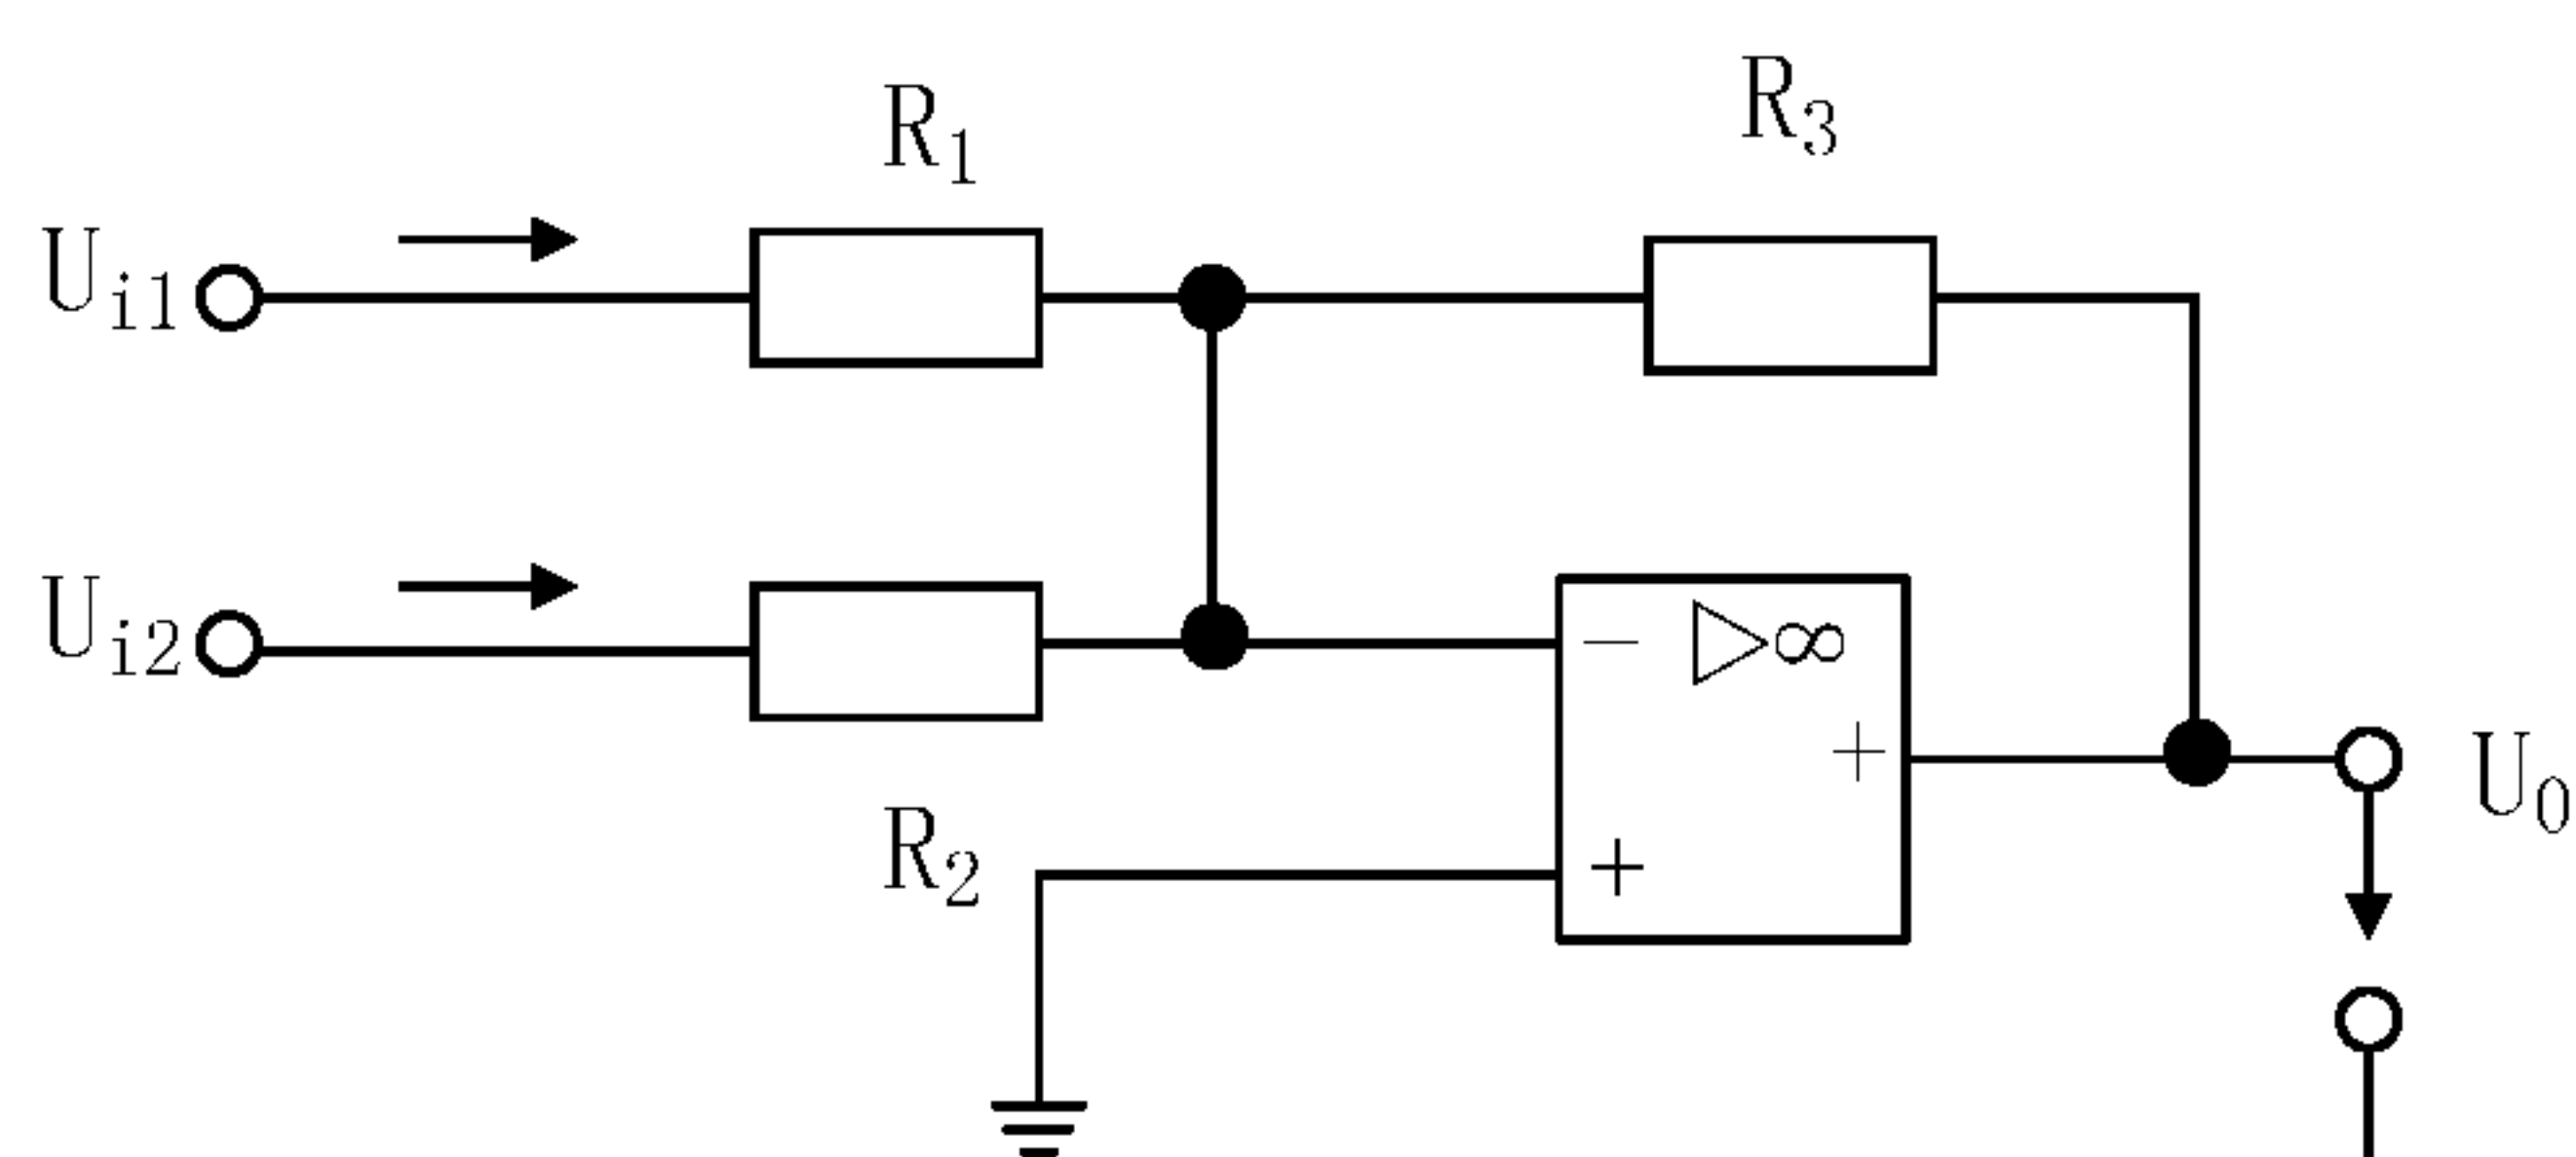 R₁
R₃
Uᵢ₁
Uᵢ₂
− ▷∞
+
+
R₂
U₀